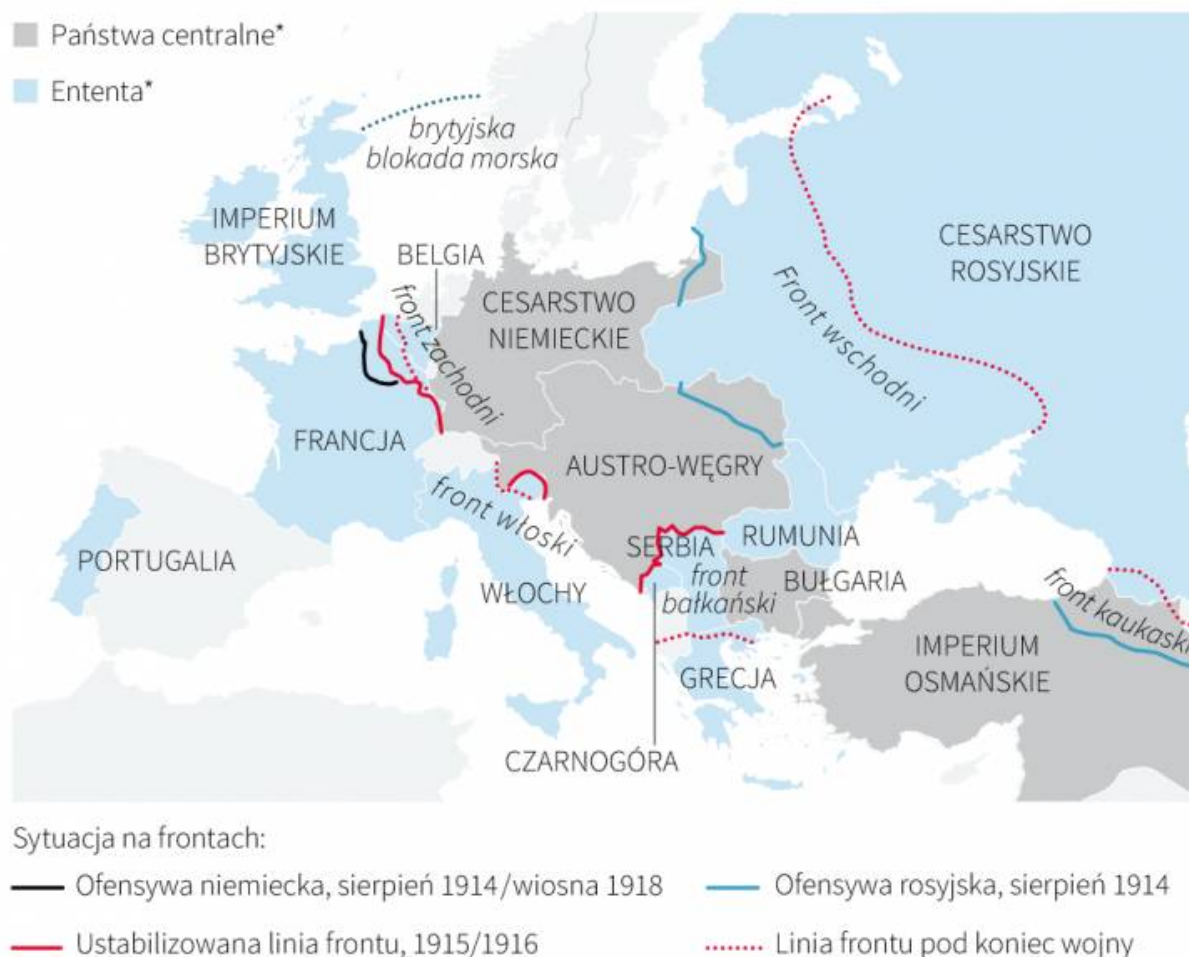 Państwa centralne*
Ententa*
brytyjska
blokada morska
IMPERIUM
BRYTYJSKIE
BELGIA
CESARSTWO
ROSYJSKIE
CESARSTWO
NIEMIECKIE
front zachodni
Front wschodni
FRANCJA
AUSTRO-WĘGRY
front włoski
PORTUGALIA
WŁOCHY
SERBIA
RUMUNIA
front
bałkański
BUŁGARIA
front kaukaski
IMPERIUM
OSMAŃSKIE
GRECJA
CZARNOGÓRA
Sytuacja na frontach:
Ofensywa niemiecka, sierpień 1914/wiosna 1918
Ofensywa rosyjska, sierpień 1914
Ustabilizowana linia frontu, 1915/1916
Linia frontu pod koniec wojny